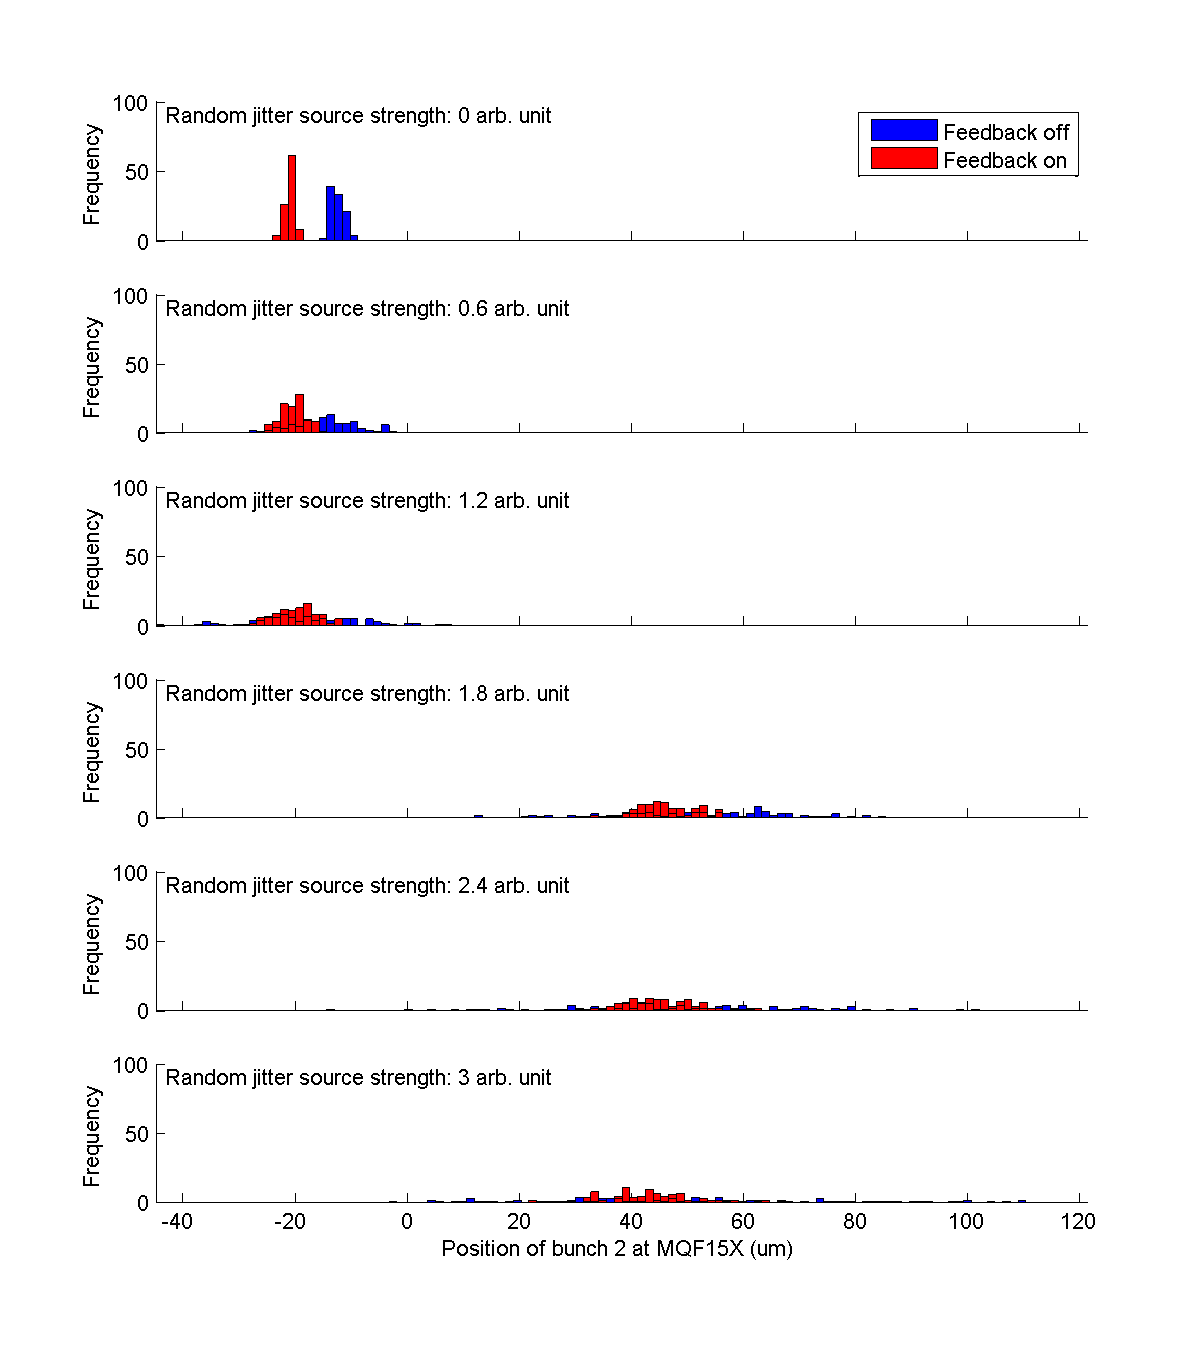 100
Random jitter source strength: 0 arb. unit
Feedback off
Feedback on
50
0
Frequency
100
Random jitter source strength: 0.6 arb. unit
50
0
Frequency
100
Random jitter source strength: 1.2 arb. unit
50
0
Frequency
100
Random jitter source strength: 1.8 arb. unit
50
0
Frequency
100
Random jitter source strength: 2.4 arb. unit
50
0
Frequency
100
Random jitter source strength: 3 arb. unit
50
0
Frequency
-40 -20 0 20 40 60 80 100 120
Position of bunch 2 at MQF15X (um)